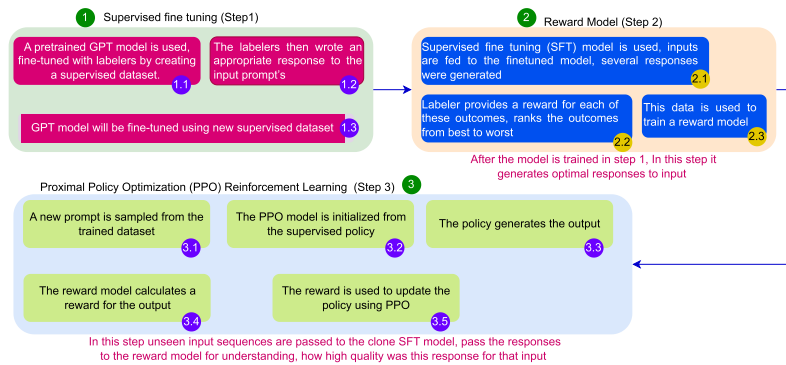 1 Supervised fine tuning (Step1)
A pretrained GPT model is used,
fine-tuned with labelers by creating
a supervised dataset.
1.1
The labelers then wrote an
appropriate response to the
input prompt's
1.2
GPT model will be fine-tuned using new supervised dataset
1.3
2 Reward Model (Step 2)
Supervised fine tuning (SFT) model is used, inputs
are fed to the finetuned model, several responses
were generated
2.1
Labeler provides a reward for each of
these outcomes, ranks the outcomes
from best to worst
2.2
This data is used to
train a reward model
2.3
After the model is trained in step 1, In this step it
generates optimal responses to input
Proximal Policy Optimization (PPO) Reinforcement Learning (Step 3) 3
A new prompt is sampled from the
trained dataset
3.1
The PPO model is initialized from
the supervised policy
3.2
The policy generates the output
3.3
The reward model calculates a
reward for the output
3.4
The reward is used to update the
policy using PPO
3.5
In this step unseen input sequences are passed to the clone SFT model, pass the responses
to the reward model for understanding, how high quality was this response for that input